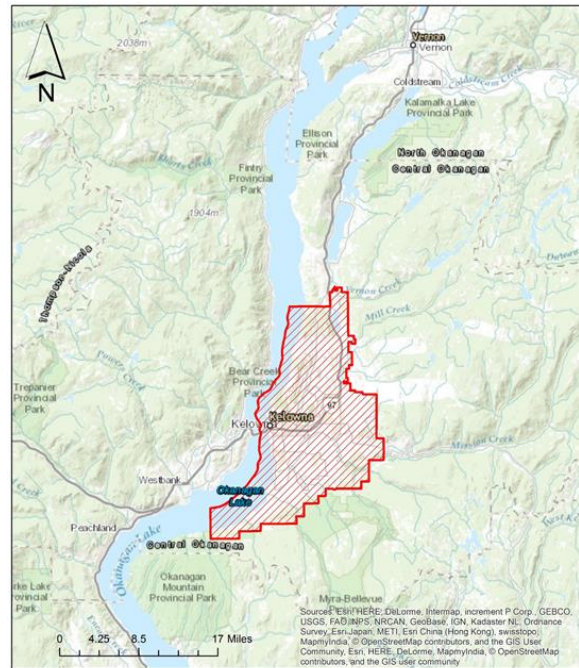 2038m
Vernon
Vernon
Coldstream
Coldstream Creek
Kalamalka Lake
Provincial Park
Ellison
Provincial
Park
North Okanagan
Central Okanagan
Fintry
Provincial
Park
Shorts Creek
1904m
Thompson-Nicola
Vernon Creek
Mill Creek
Powers Creek
Bear Creek
Provincial
Park
Trepanier
Provincial
Park
97
Kelowna
Kelowna
Mission Creek
Westbank
Okanagan
Lake
Peachland
Central Okanagan
Okanagan Lake
Okanagan
Mountain
Provincial Park
Myra-Bellevue
Provincial
Park
N
0 4.25 8.5 17 Miles
Sources: Esri, HERE, DeLorme, Intermap, increment P Corp., GEBCO,
USGS, FAO, NPS, NRCAN, GeoBase, IGN, Kadaster NL, Ordnance
Survey, Esri Japan, METI, Esri China (Hong Kong), swisstopo,
MapmyIndia, © OpenStreetMap contributors, and the GIS User
Community, Esri, HERE, DeLorme, MapmyIndia, © OpenStreetMap
contributors, and the GIS user community